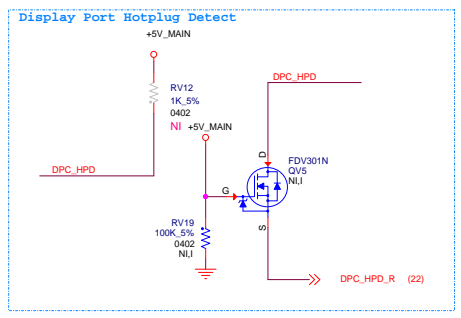 Display Port Hotplug Detect
+5V_MAIN
DPC_HPD
RV12
1K_5%
0402
NI
+5V_MAIN
D
FDV301N
QV5
NI,I
DPC_HPD
G
RV19
100K_5%
0402
NI,I
S
DPC_HPD_R (22)